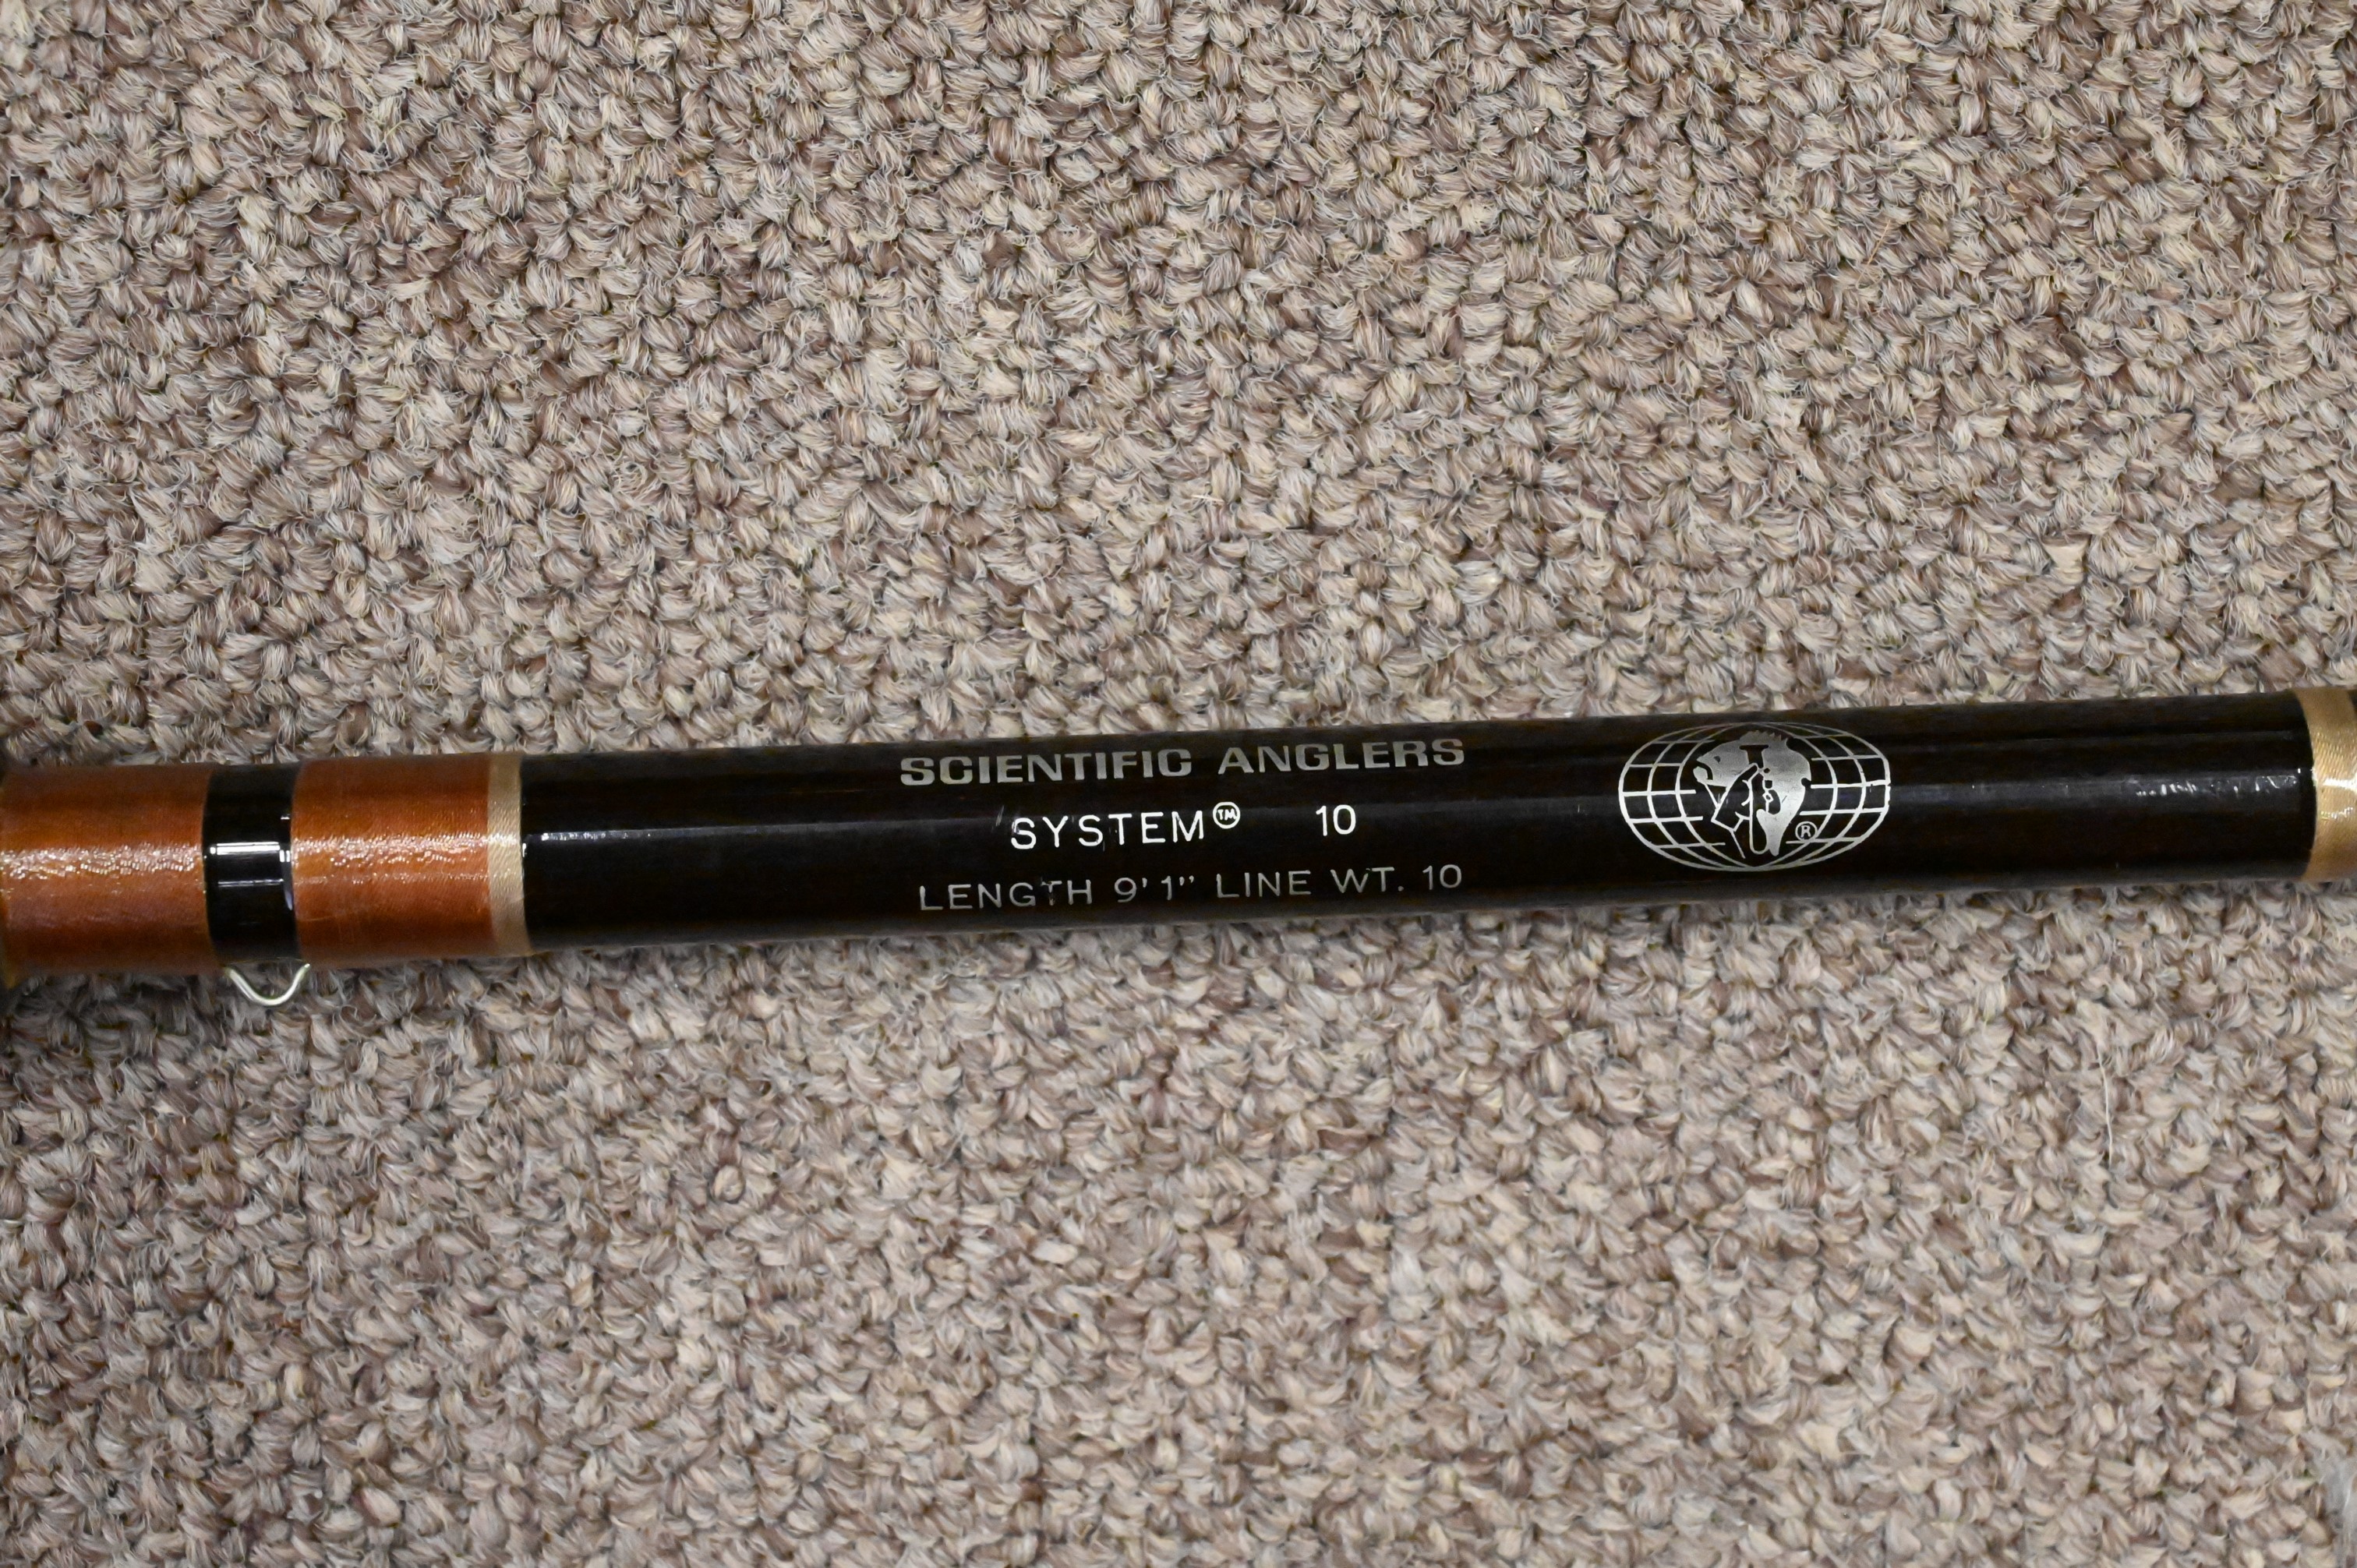 SCIENTIFIC ANGLERS
SYSTEM™ 10
LENGTH 9' 1" LINE WT. 10
®